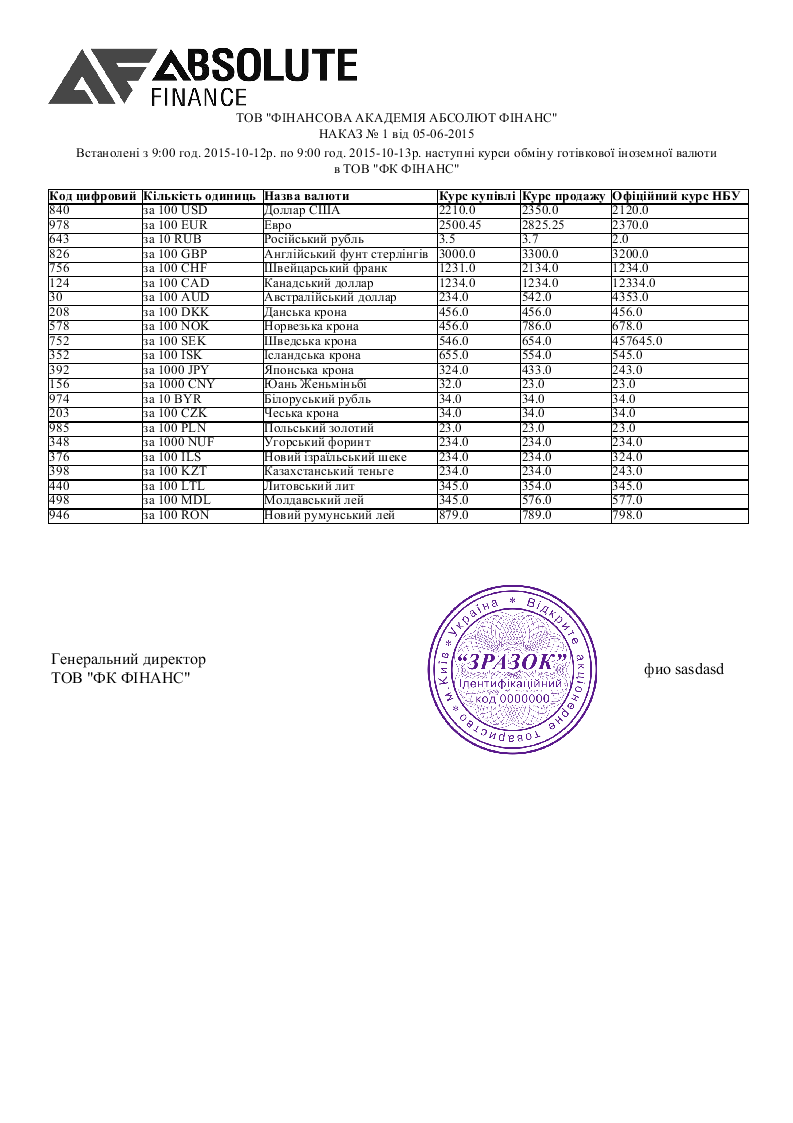 ABSOLUTE
FINANCE
ТОВ "ФІНАНСОВА АКАДЕМІЯ АБСОЛЮТ ФІНАНС"
НАКАЗ № 1 від 05-06-2015
Встанолені з 9:00 год. 2015-10-12р. по 9:00 год. 2015-10-13р. наступні курси обміну готівкової іноземної валюти
в ТОВ "ФК ФІНАНС"
Код цифровий Кількість одиниць Назва валюти Курс купівлі Курс продажу Офіційний курс НБУ
840 за 100 USD Доллар США 2210.0 2350.0 2120.0
978 за 100 EUR Евро 2500.45 2825.25 2370.0
643 за 10 RUB Російський рубль 3.5 3.7 2.0
826 за 100 GBP Англійський фунт стерлінгів 3000.0 3300.0 3200.0
756 за 100 CHF Швейцарський франк 1231.0 2134.0 1234.0
124 за 100 CAD Канадський доллар 1234.0 1234.0 12334.0
30 за 100 AUD Австралійський доллар 234.0 542.0 4353.0
208 за 100 DKK Данська крона 456.0 456.0 456.0
578 за 100 NOK Норвезька крона 456.0 786.0 678.0
752 за 100 SEK Шведська крона 546.0 654.0 457645.0
352 за 100 ISK Ісландська крона 655.0 554.0 545.0
392 за 1000 JPY Японська крона 324.0 433.0 243.0
156 за 1000 CNY Юань Женьміньбі 32.0 23.0 23.0
974 за 10 BYR Білоруський рубль 34.0 34.0 34.0
203 за 100 CZK Чеська крона 34.0 34.0 34.0
985 за 100 PLN Польський золотий 23.0 23.0 23.0
348 за 1000 NUF Угорський форинт 234.0 234.0 234.0
376 за 100 ILS Новий ізраїльський шеке 234.0 234.0 324.0
398 за 100 KZT Казахстанський теньге 234.0 234.0 243.0
440 за 100 LTL Литовський лит 345.0 354.0 345.0
498 за 100 MDL Молдавський лей 345.0 576.0 577.0
946 за 100 RON Новий румунський лей 879.0 789.0 798.0
Генеральний директор
ТОВ "ФК ФІНАНС"
м Київ * Україна * Відкрите акціонерне товариство *
“ЗРАЗОК”
Ідентифікаційний
код 0000000
фио sasdasd